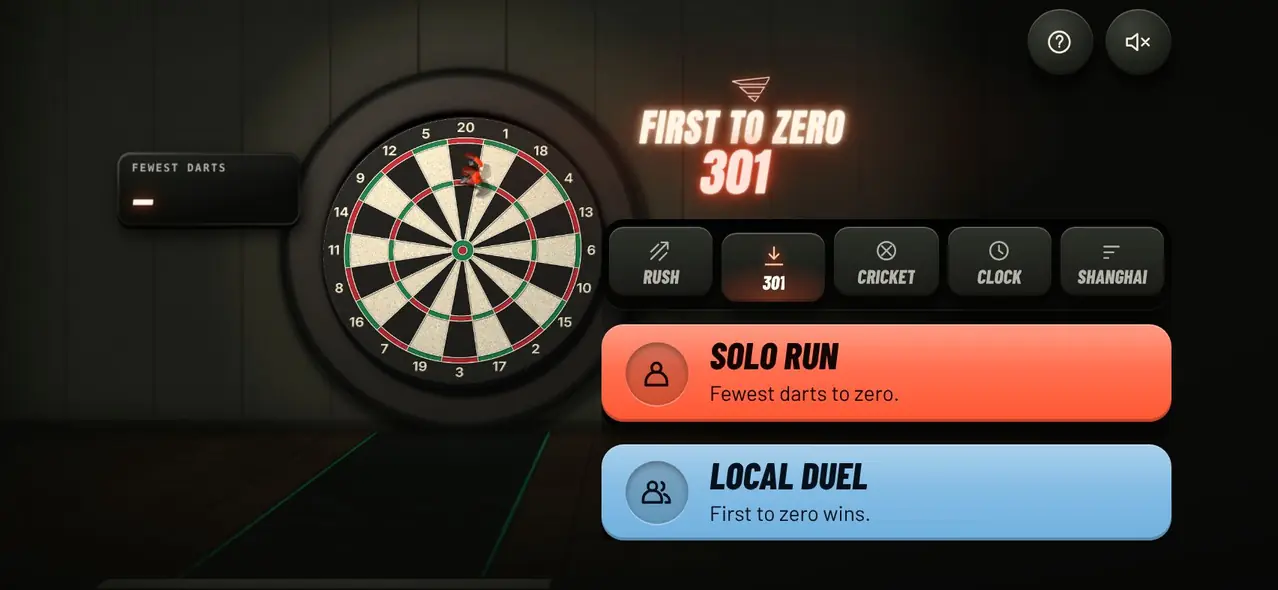 FEWEST DARTS
–
20
1
18
4
13
6
10
15
2
17
3
19
7
16
8
11
14
9
12
5
FIRST TO ZERO
301
RUSH
301
CRICKET
CLOCK
SHANGHAI
SOLO RUN
Fewest darts to zero.
LOCAL DUEL
First to zero wins.